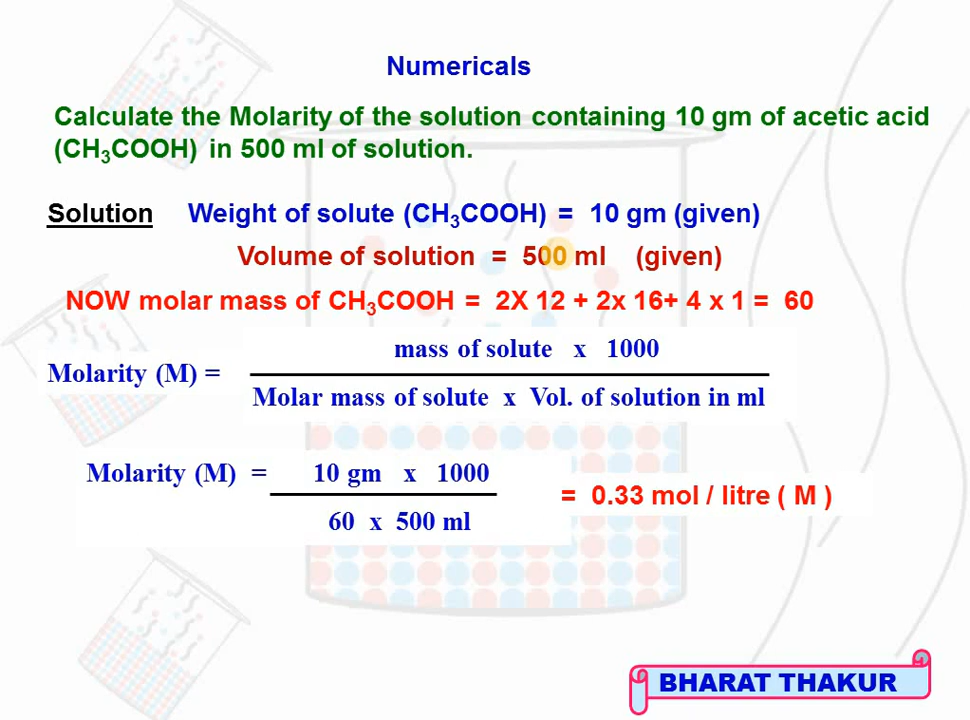 Numericals
Calculate the Molarity of the solution containing 10 gm of acetic acid
(CH₃COOH) in 500 ml of solution.
Solution Weight of solute (CH₃COOH) = 10 gm (given)
Volume of solution = 500 ml (given)
NOW molar mass of CH₃COOH = 2X 12 + 2x 16+ 4 x 1 = 60
mass of solute x 1000
Molarity (M) =
Molar mass of solute x Vol. of solution in ml
Molarity (M) = 10 gm x 1000
= 0.33 mol / litre ( M )
60 x 500 ml
BHARAT THAKUR